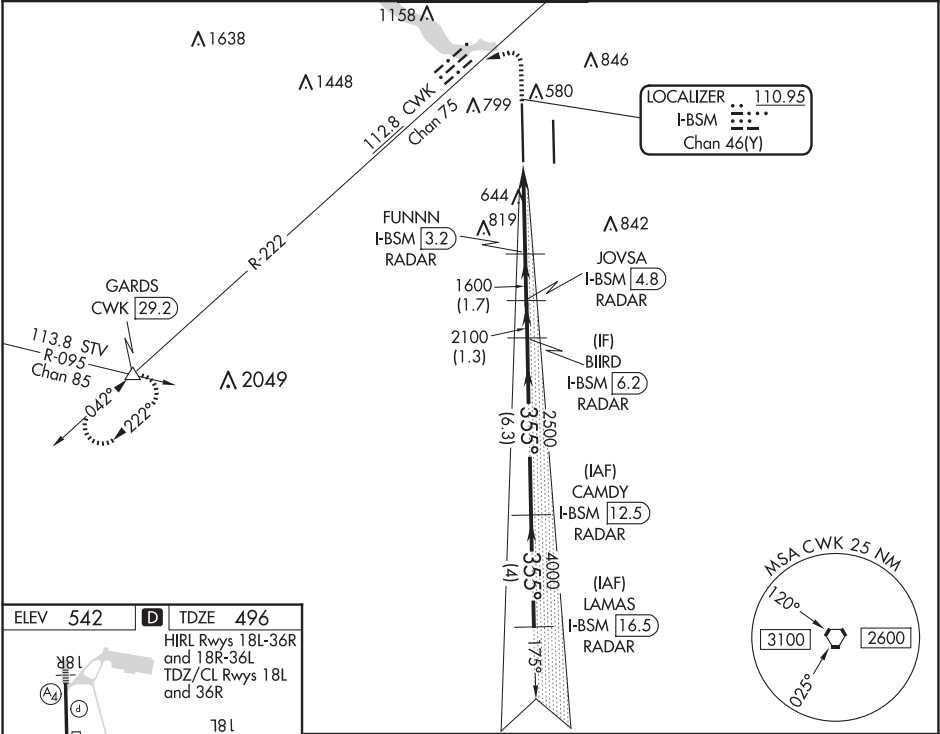 1158
1638
846
1448
112.8 CWK
Chan 75
799
580
LOCALIZER 110.95
I-BSM
Chan 46(Y)
644
819
842
FUNNN
I-BSM 3.2
RADAR
R-222
JOVSA
I-BSM 4.8
RADAR
1600
(1.7)
GARDS
CWK 29.2
2100
(1.3)
(IF)
BIIRD
I-BSM 6.2
RADAR
113.8 STV
R-095
Chan 85
2049
042°
222°
2500
355°
(6.3)
(IAF)
CAMDY
I-BSM 12.5
RADAR
4000
355°
(4)
(IAF)
LAMAS
I-BSM 16.5
RADAR
175°
MSA CWK 25 NM
120°
3100
2600
025°
ELEV 542 D TDZE 496
HIRL Rwys 18L-36R
and 18R-36L
TDZ/CL Rwys 18L
and 36R
18R
A4
P
18L